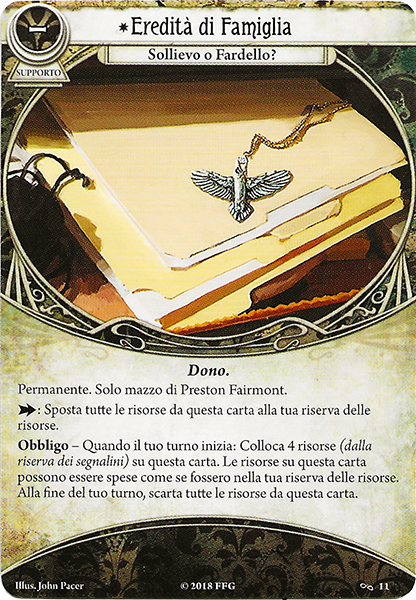 *Eredità di Famiglia
Sollievo o Fardello?
SUPPORTO
Dono.
Permanente. Solo mazzo di Preston Fairmont.
: Sposta tutte le risorse da questa carta alla tua riserva delle
risorse.
Obbligo – Quando il tuo turno inizia: Colloca 4 risorse (dalla
riserva dei segnalini) su questa carta. Le risorse su questa carta
possono essere spese come se fossero nella tua riserva delle risorse.
Alla fine del tuo turno, scarta tutte le risorse da questa carta.
Illus. John Pacer © 2018 FFG 11